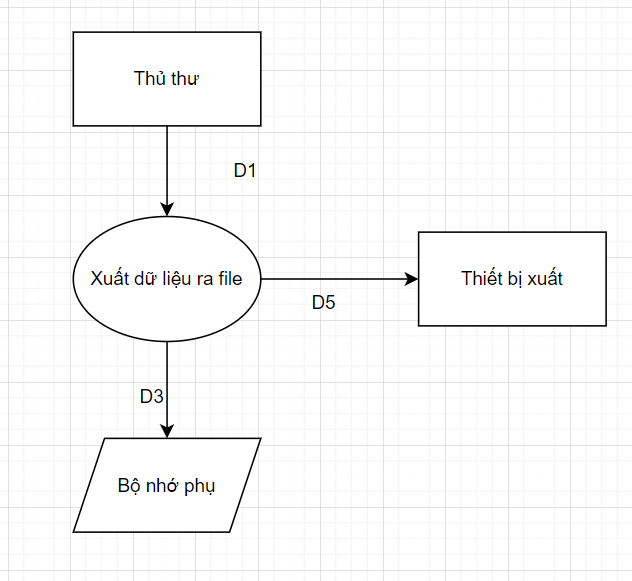 Thủ thư
D1
Xuất dữ liệu ra file
Thiết bị xuất
D5
D3
Bộ nhớ phụ